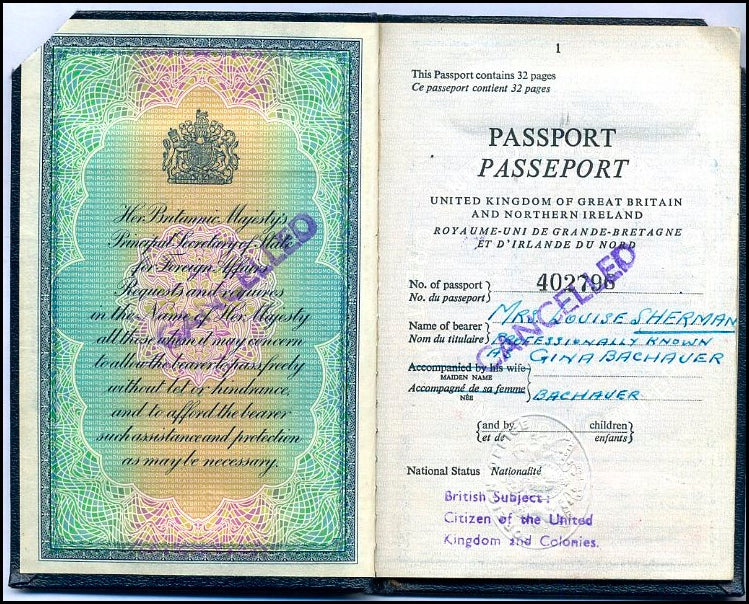 Her Britannic Majesty's
Principal Secretary of State
for Foreign Affairs
Requests and requires
in the Name of Her Majesty
all those whom it may concern
to allow the bearer to pass freely
without let or hindrance,
and to afford the bearer
such assistance and protection
as may be necessary.
CANCELLED
1
This Passport contains 32 pages
Ce passeport contient 32 pages
PASSPORT
PASSEPORT
UNITED KINGDOM OF GREAT BRITAIN
AND NORTHERN IRELAND
ROYAUME-UNI DE GRANDE-BRETAGNE
ET D'IRLANDE DU NORD
No. of passport
No. du passeport
402796
CANCELLED
Name of bearer
Nom du titulaire
MRS. LOUISE SHERMAN
PROFESSIONALLY KNOWN
AS GINA BACHAUER
Accompanied by his wife
MAIDEN NAME
Accompagné de sa femme
NÉE
BACHAUER
and by children
et de enfants
National Status Nationalité
British Subject:
Citizen of the United
Kingdom and Colonies.